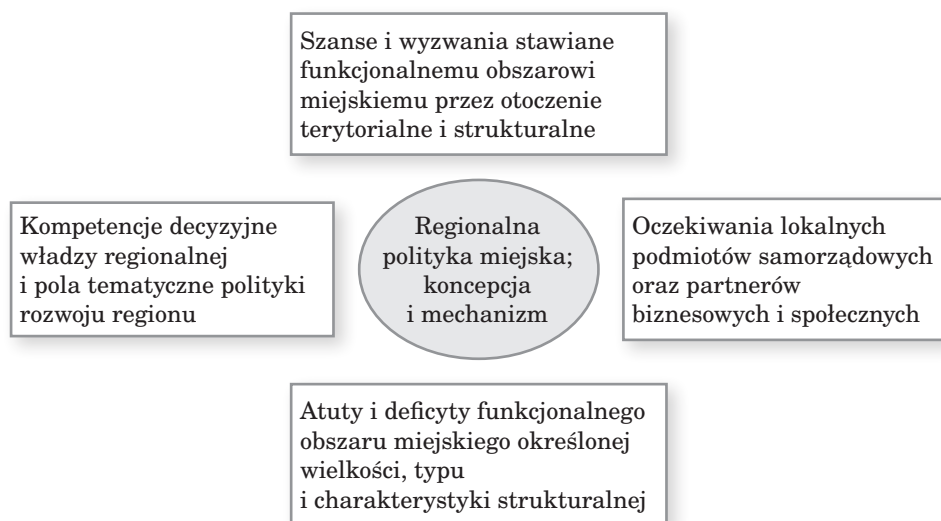 Szanse i wyzwania stawiane
funkcjonalnemu obszarowi
miejskiemu przez otoczenie
terytorialne i strukturalne
Kompetencje decyzyjne
władzy regionalnej
i pola tematyczne polityki
rozwoju regionu
Regionalna
polityka miejska;
koncepcja
i mechanizm
Oczekiwania lokalnych
podmiotów samorządowych
oraz partnerów
biznesowych i społecznych
Atuty i deficyty funkcjonalnego
obszaru miejskiego określonej
wielkości, typu
i charakterystyki strukturalnej